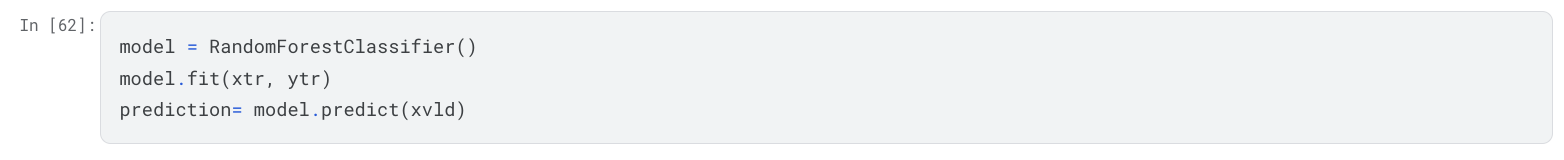 In [62]:
model = RandomForestClassifier()
model.fit(xtr, ytr)
prediction= model.predict(xvld)